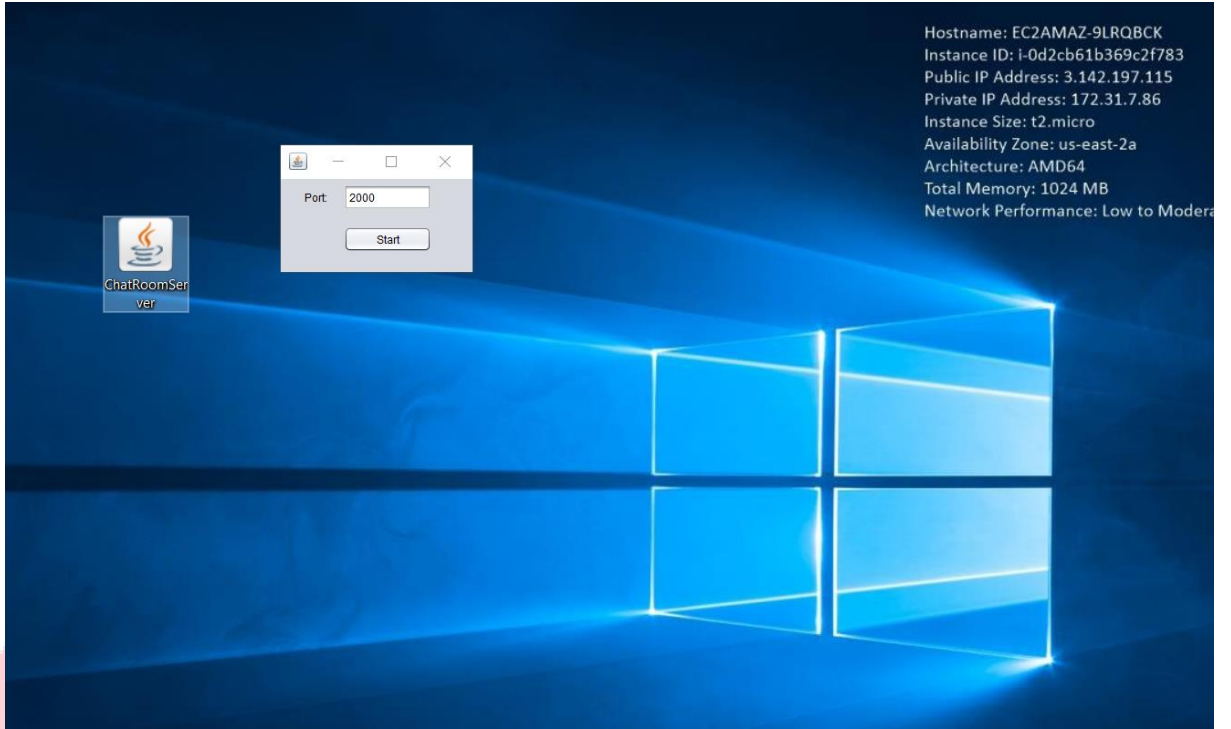 Hostname: EC2AMAZ-9LRQBCK
Instance ID: i-0d2cb61b369c2f783
Public IP Address: 3.142.197.115
Private IP Address: 172.31.7.86
Instance Size: t2.micro
Availability Zone: us-east-2a
Architecture: AMD64
Total Memory: 1024 MB
Network Performance: Low to Modera
Port: 2000
Start
ChatRoomSer
ver